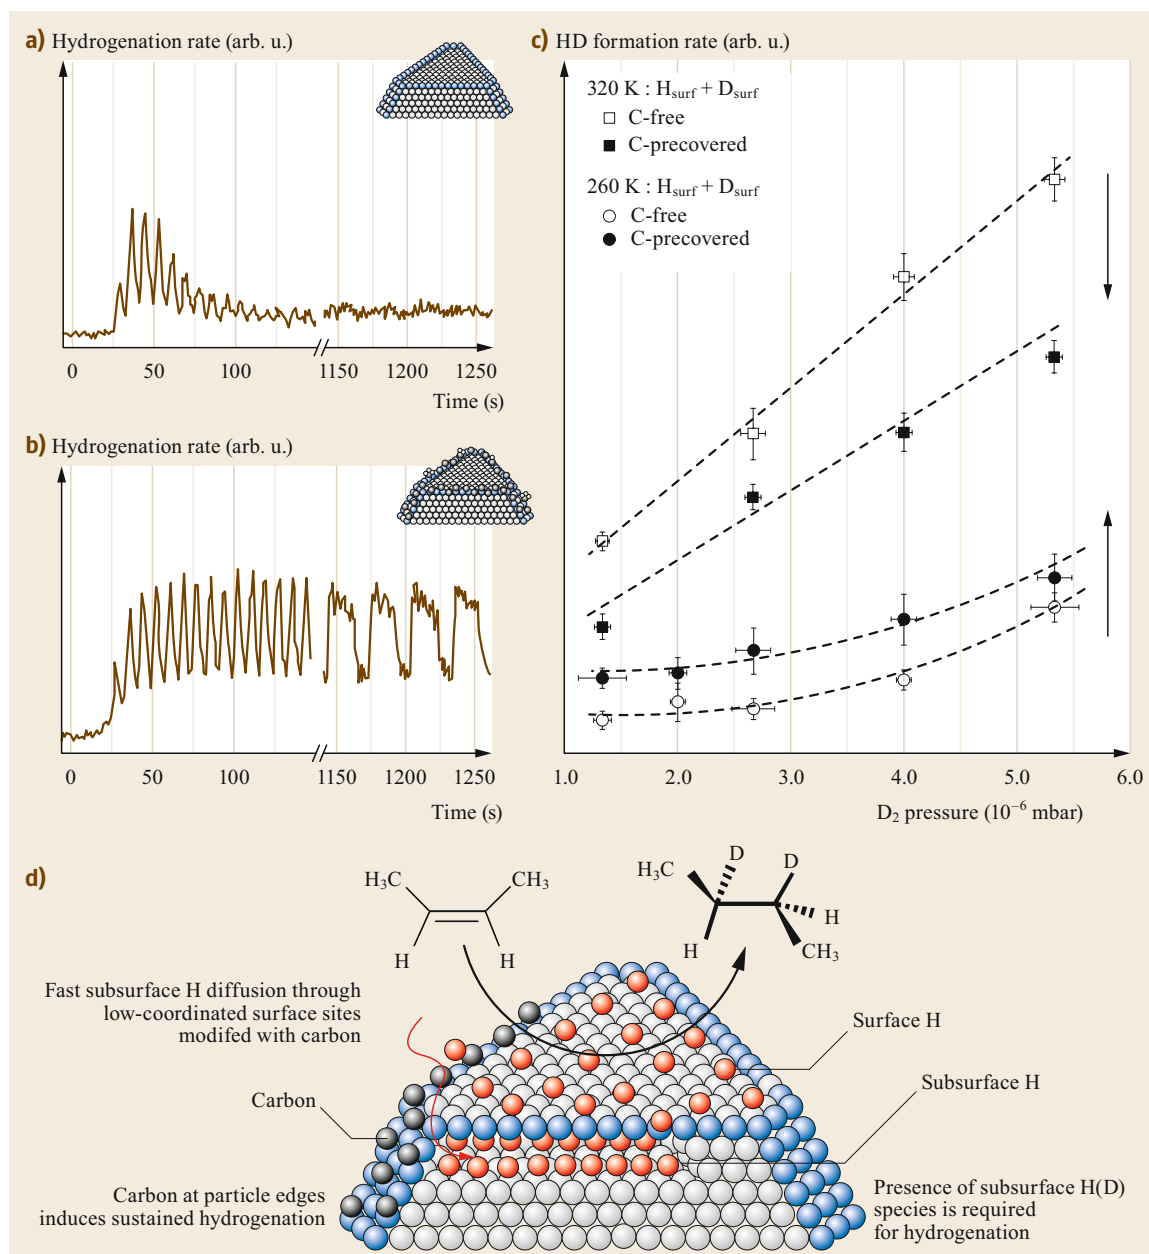 a) Hydrogenation rate (arb. u.)
0
50
100
1150
1200
1250
Time (s)
b) Hydrogenation rate (arb. u.)
0
50
100
1150
1200
1250
Time (s)
c) HD formation rate (arb. u.)
320 K : Hsurf + Dsurf
C-free
C-precovered
260 K : Hsurf + Dsurf
C-free
C-precovered
1.0
2.0
3.0
4.0
5.0
6.0
D2 pressure (10−6 mbar)
d)
H3C
CH3
H
H
H3C
D
D
H
H
CH3
Fast subsurface H diffusion through
low-coordinated surface sites
modifed with carbon
Surface H
Subsurface H
Carbon
Carbon at particle edges
induces sustained hydrogenation
Presence of subsurface H(D)
species is required
for hydrogenation